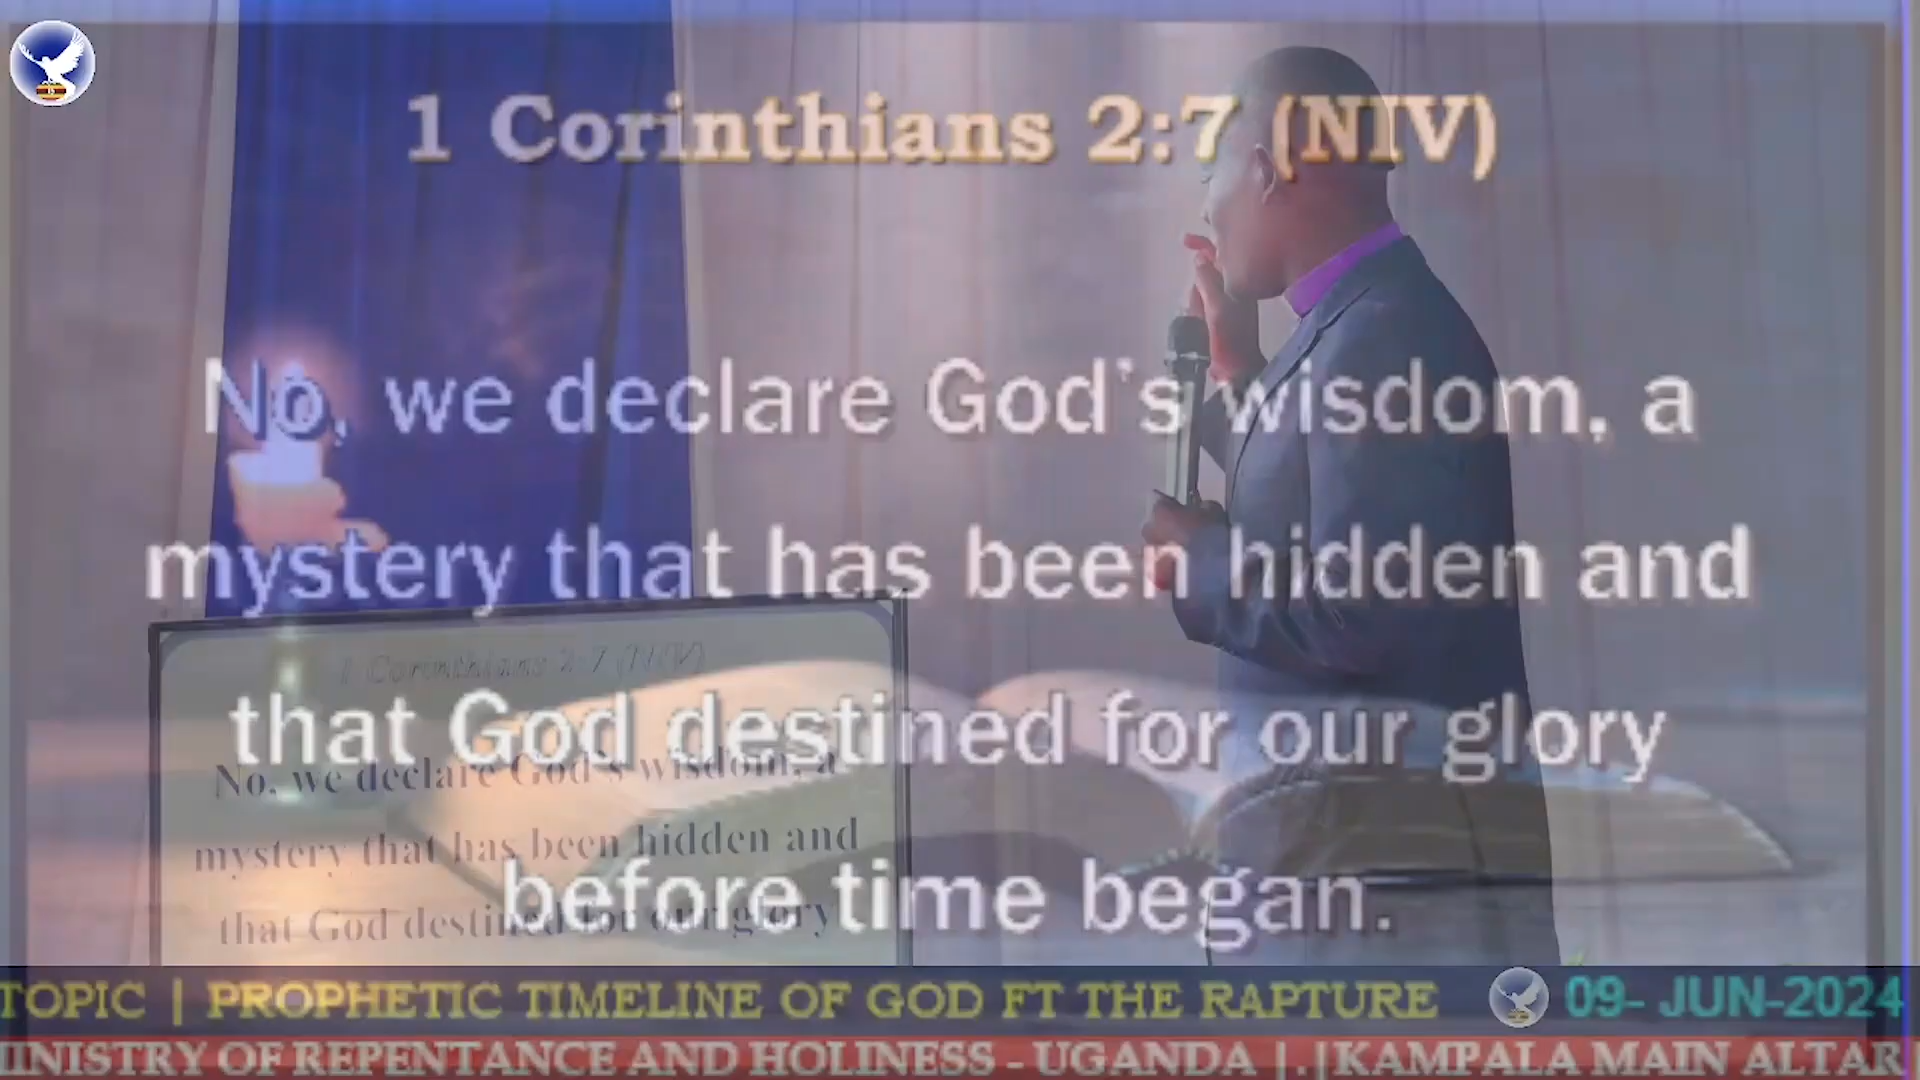 1 Corinthians 2:7 (NIV)
No, we declare God's wisdom, a
mystery that has been hidden and
that God destined for our glory
before time began.
1 Corinthians 2:7 (NIV)
No, we declare God's wisdom, a
mystery that has been hidden and
that God destined for our glory
TOPIC | PROPHETIC TIMELINE OF GOD FT THE RAPTURE
09- JUN-2024
MINISTRY OF REPENTANCE AND HOLINESS - UGANDA |.| KAMPALA MAIN ALTAR